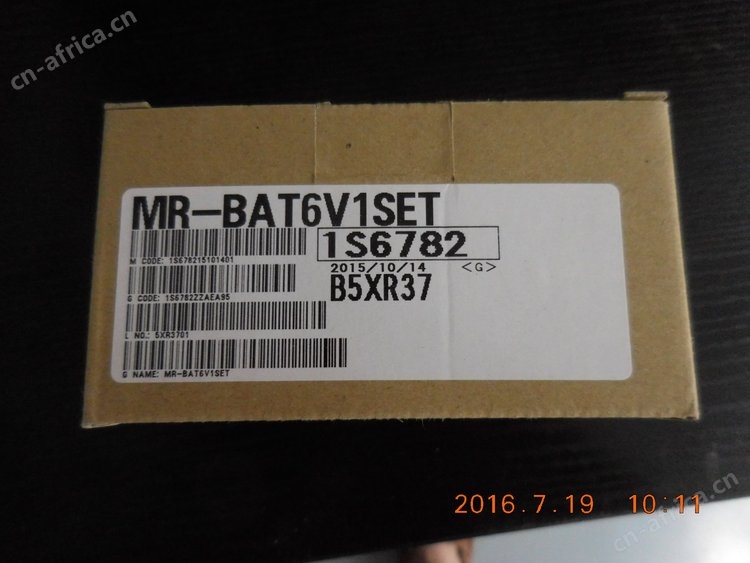 cn-africa.cn
MR-BAT6V1SET
M CODE: 1S678215101401
1S6782
2015/10/14 <G>
B5XR37
G CODE: 1S6782ZZAEA95
L NO.: 5XR3701
G NAME: MR-BAT6V1SET
2016.7.19 10:11
cn-africa.cn